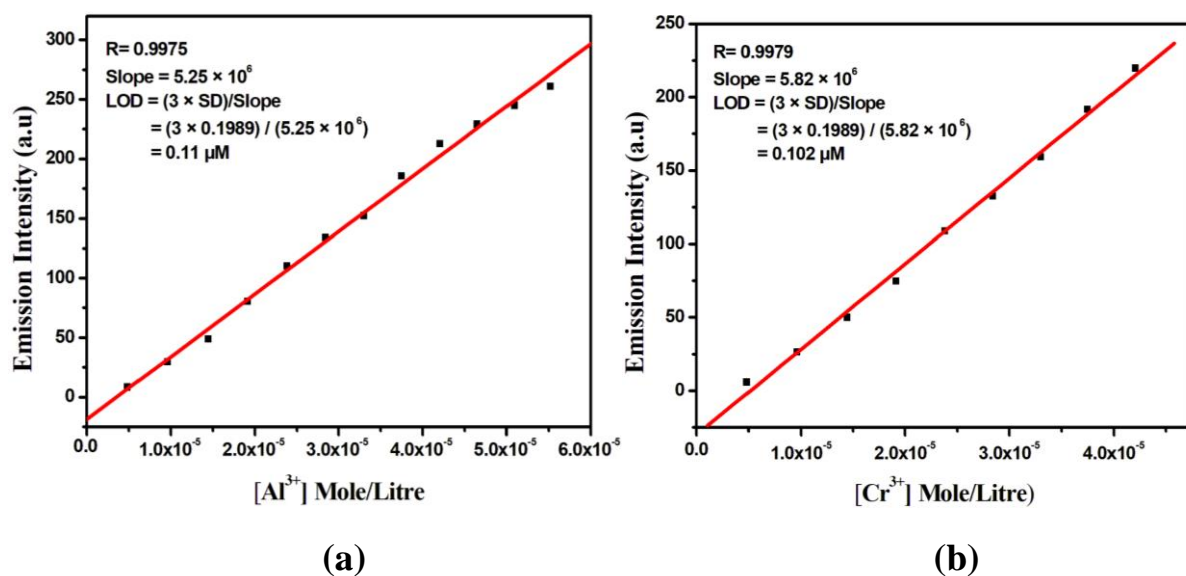 R= 0.9975
Slope = 5.25 × 10⁶
LOD = (3 × SD)/Slope
= (3 × 0.1989) / (5.25 × 10⁶)
= 0.11 µM
Emission Intensity (a.u)
300
250
200
150
100
50
0
0.0 1.0x10⁻⁵ 2.0x10⁻⁵ 3.0x10⁻⁵ 4.0x10⁻⁵ 5.0x10⁻⁵ 6.0x10⁻⁵
[Al³⁺] Mole/Litre
(a)
R= 0.9979
Slope = 5.82 × 10⁶
LOD = (3 × SD)/Slope
= (3 × 0.1989) / (5.82 × 10⁶)
= 0.102 µM
Emission Intensity (a.u)
250
200
150
100
50
0
0.0 1.0x10⁻⁵ 2.0x10⁻⁵ 3.0x10⁻⁵ 4.0x10⁻⁵
[Cr³⁺] Mole/Litre)
(b)